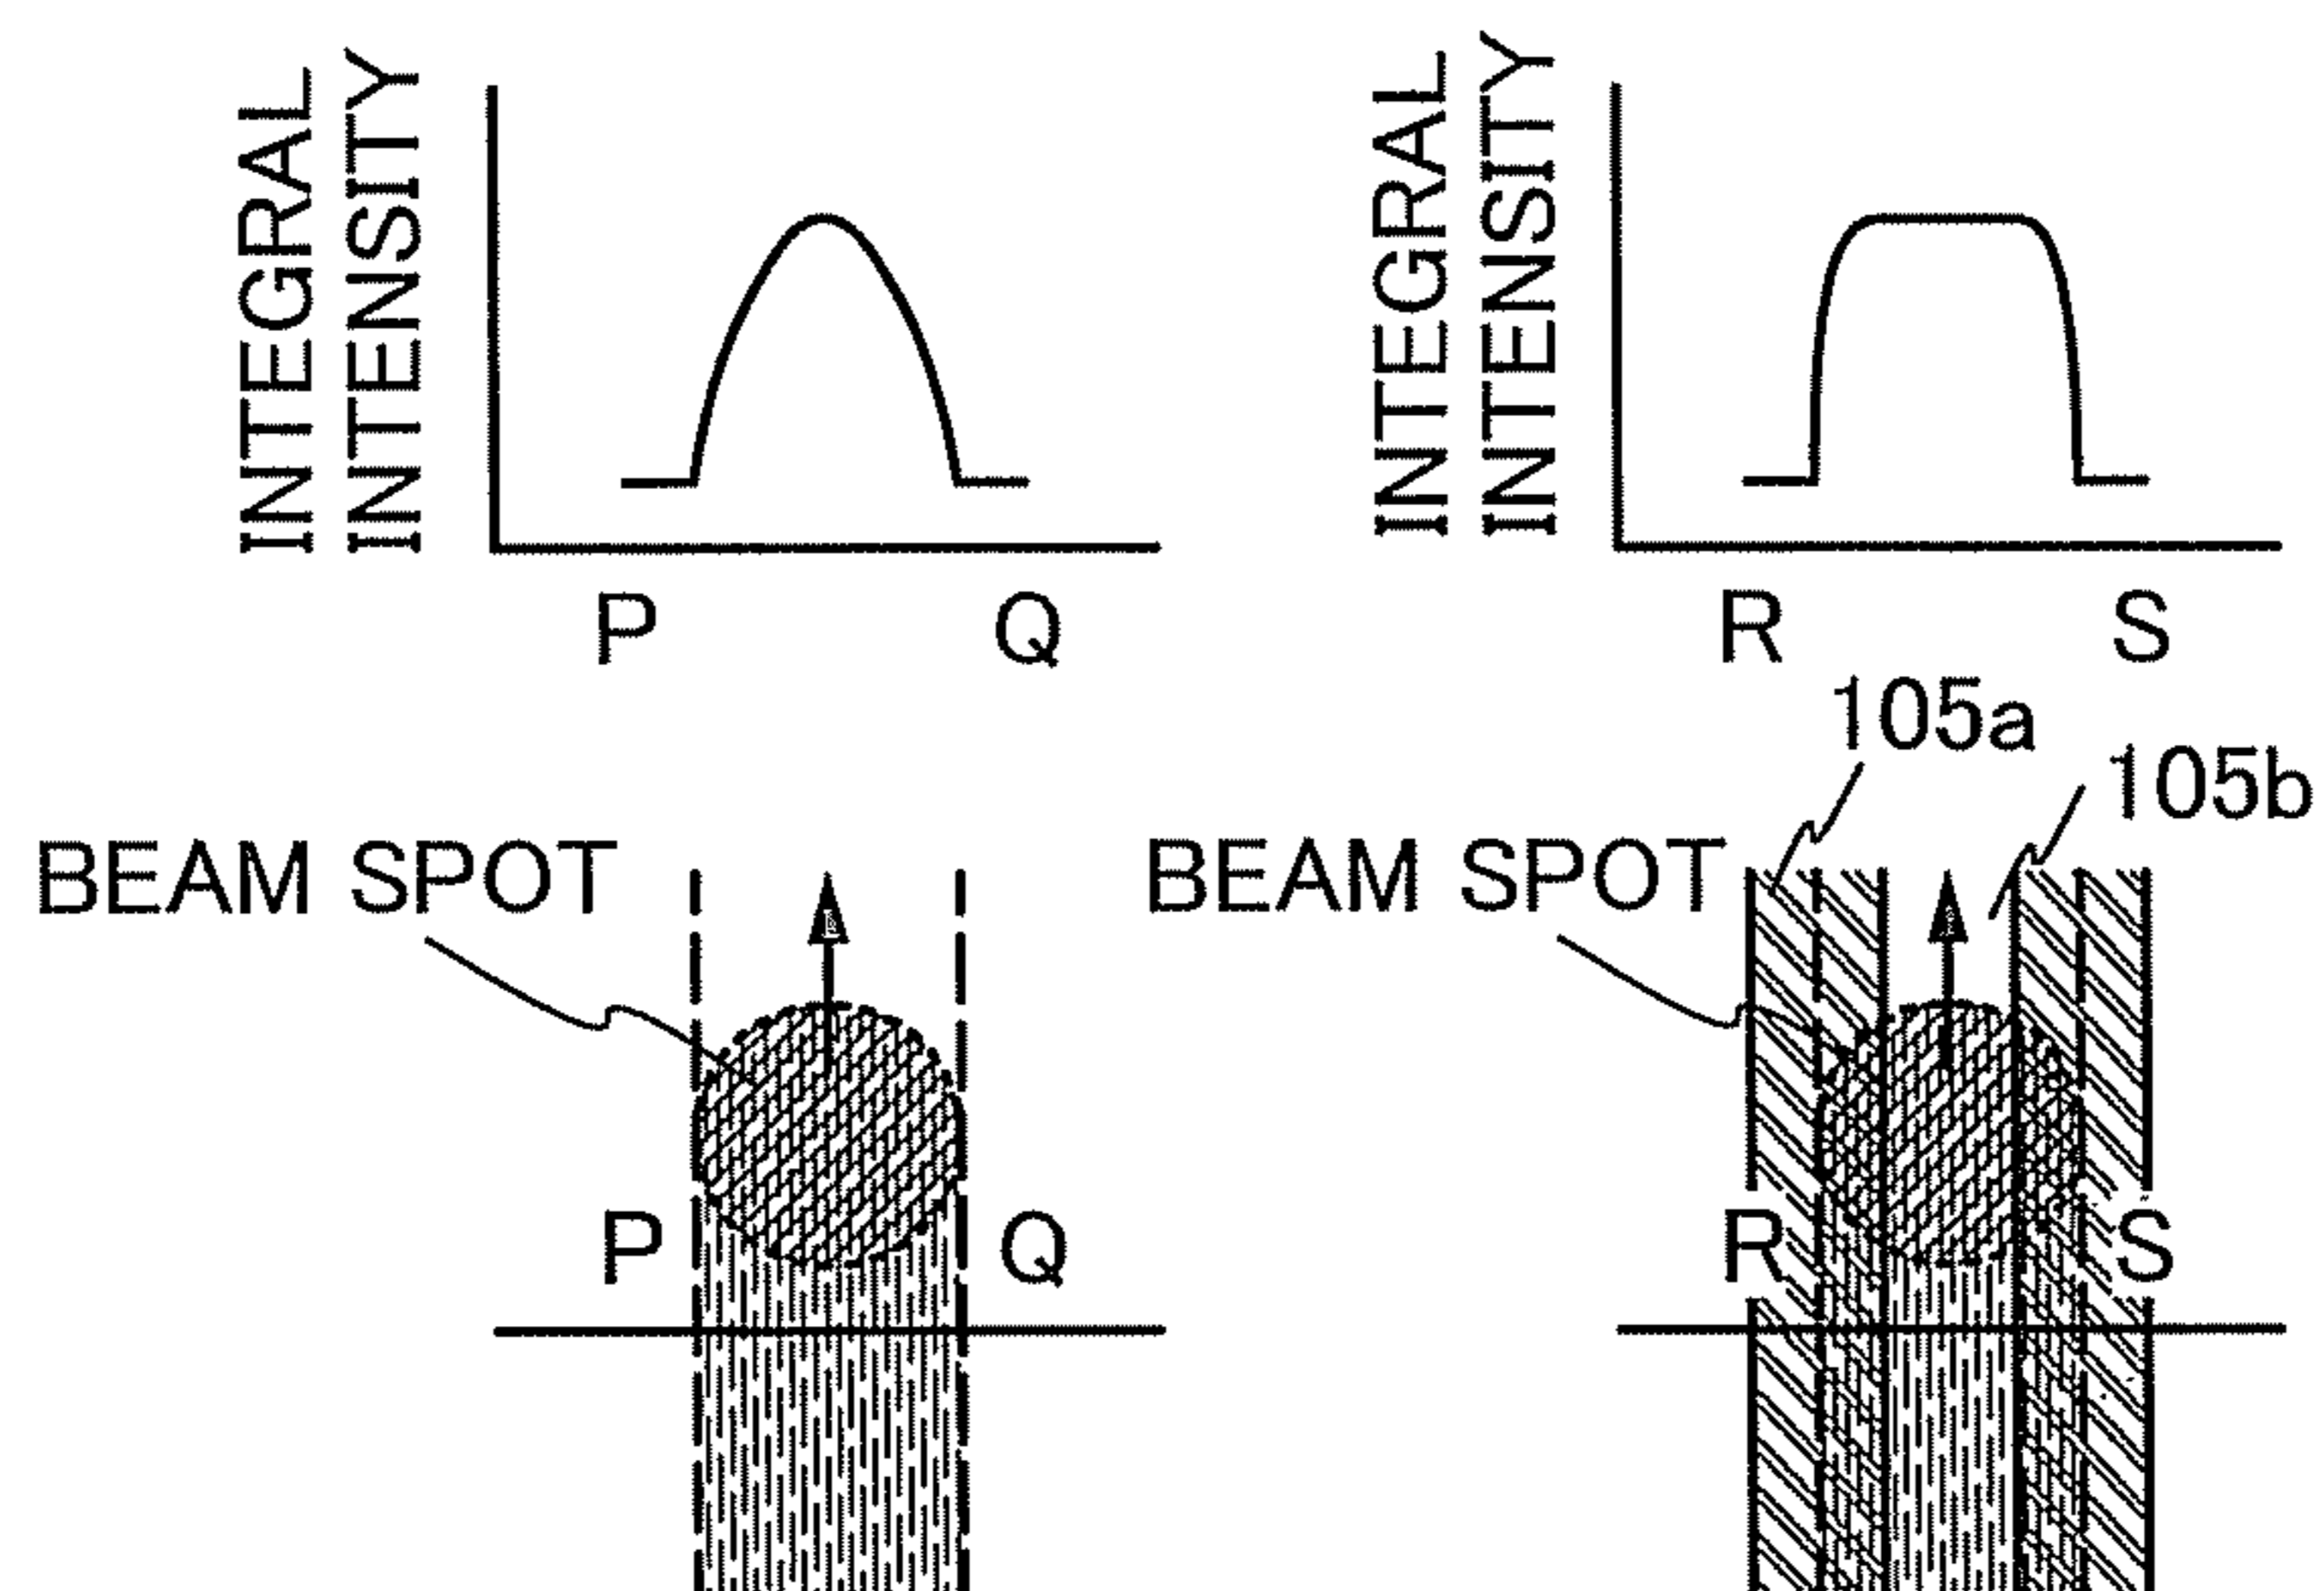 INTEGRAL
INTENSITY
P
Q
BEAM SPOT
P
Q
INTEGRAL
INTENSITY
R
S
105a
105b
BEAM SPOT
R
S